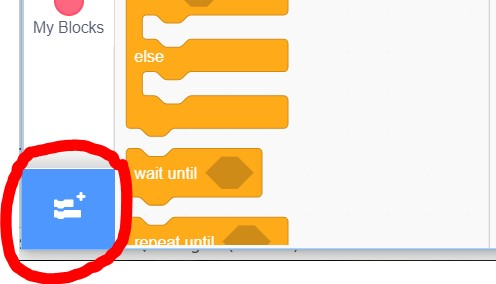 My Blocks
else
wait until
repeat until